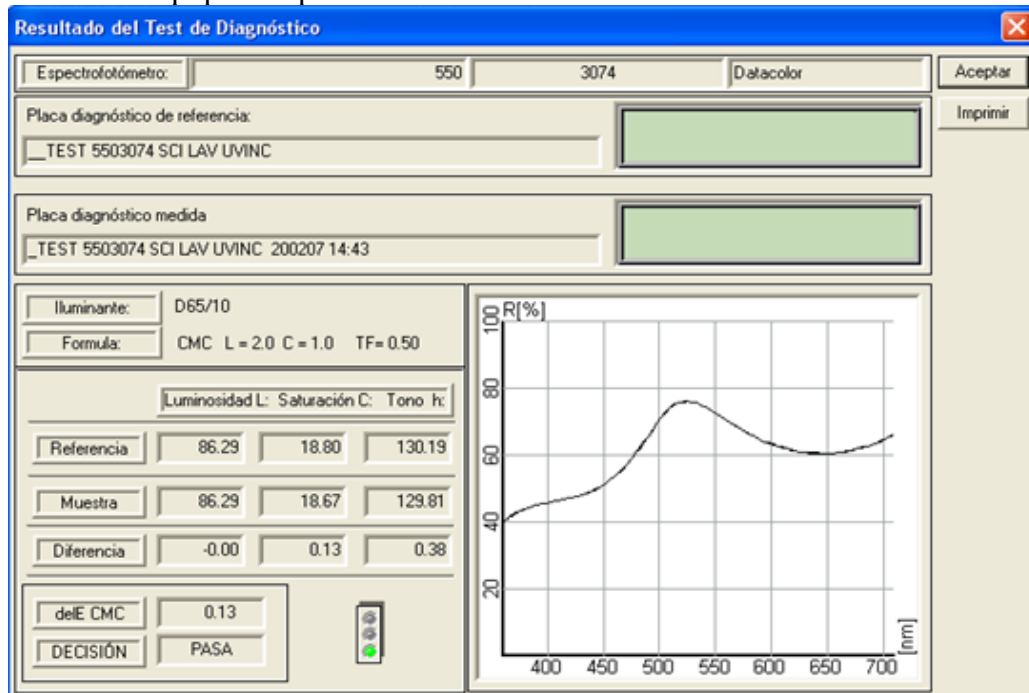 Resultado del Test de Diagnóstico
Espectrofotómetro: 550 3074 Datacolor Aceptar
Placa diagnóstico de referencia: Imprimir
__TEST 5503074 SCI LAV UVINC
Placa diagnóstico medida
_TEST 5503074 SCI LAV UVINC 200207 14:43
Iluminante: D65/10
Formula: CMC L = 2.0 C = 1.0 TF= 0.50
Luminosidad L: Saturación C: Tono h:
Referencia 86.29 18.80 130.19
Muestra 86.29 18.67 129.81
Diferencia -0.00 0.13 0.38
delE CMC 0.13
DECISIÓN PASA
R[%]
100
80
60
40
20
[nm]
400 450 500 550 600 650 700